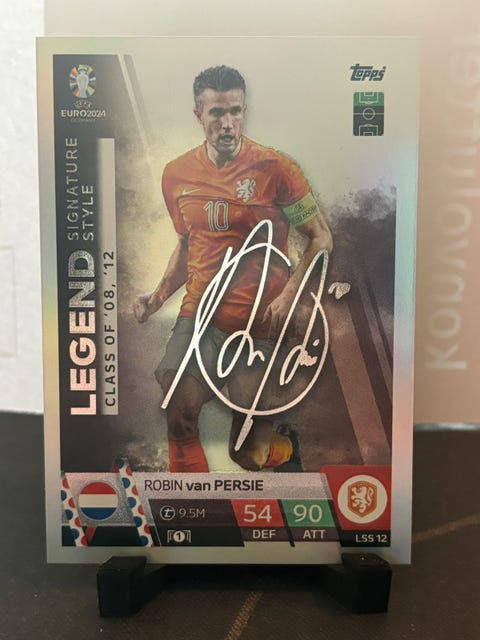 topps
UEFA
EURO2024
GERMANY
LEGEND
SIGNATURE
STYLE
CLASS OF '08, '12
10
ROBIN van PERSIE
9.5M
54
DEF
90
ATT
1
LSS 12